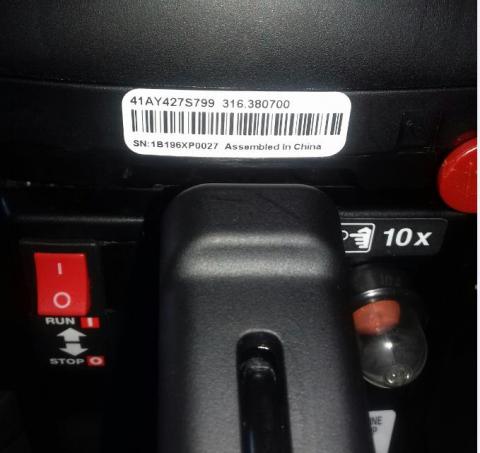 41AY427S799 316.380700
SN:1B196XP0027 Assembled in China
10x
I
O
RUN I
STOP O